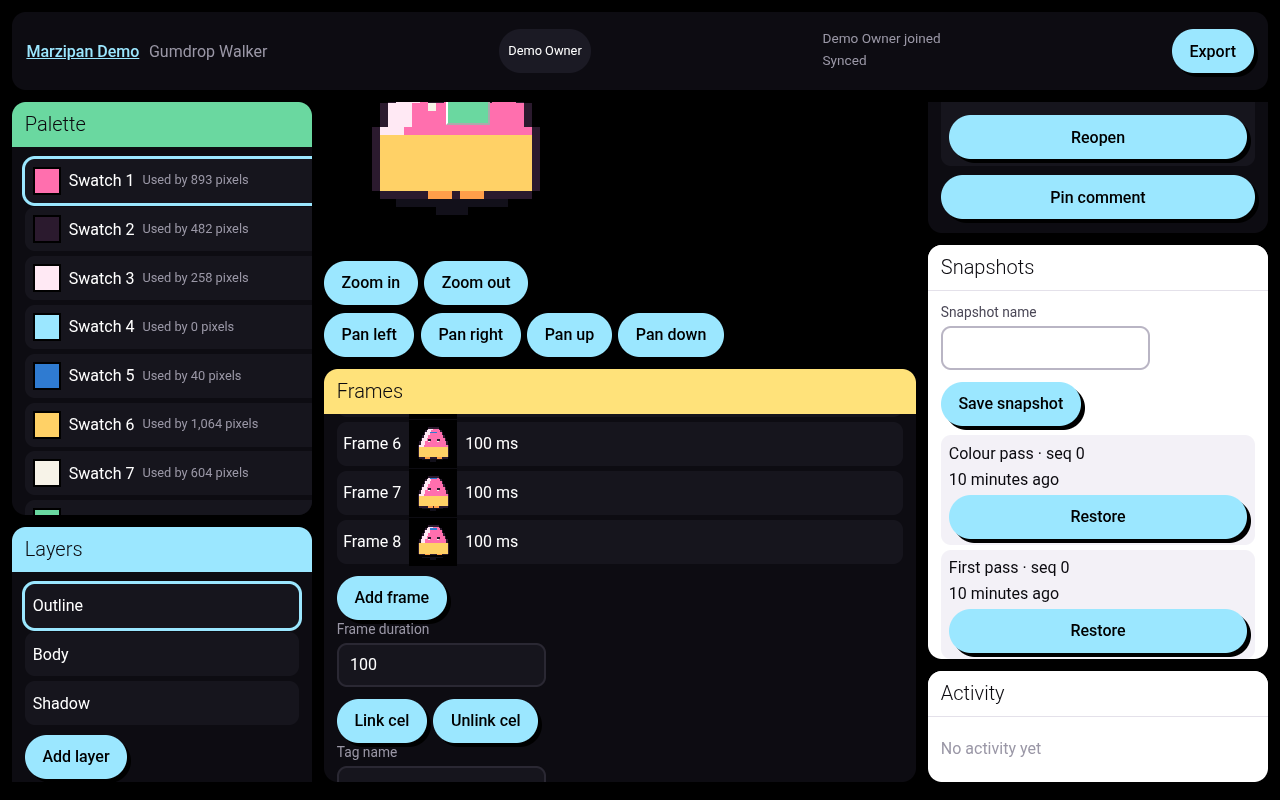 Marzipan Demo Gumdrop Walker
Demo Owner
Demo Owner joined
Synced
Export
Palette
Swatch 1 Used by 893 pixels
Swatch 2 Used by 482 pixels
Swatch 3 Used by 258 pixels
Swatch 4 Used by 0 pixels
Swatch 5 Used by 40 pixels
Swatch 6 Used by 1,064 pixels
Swatch 7 Used by 604 pixels
Layers
Outline
Body
Shadow
Add layer
Zoom in Zoom out
Pan left Pan right Pan up Pan down
Frames
Frame 6 100 ms
Frame 7 100 ms
Frame 8 100 ms
Add frame
Frame duration
100
Link cel Unlink cel
Tag name
Reopen
Pin comment
Snapshots
Snapshot name
Save snapshot
Colour pass · seq 0
10 minutes ago
Restore
First pass · seq 0
10 minutes ago
Restore
Activity
No activity yet